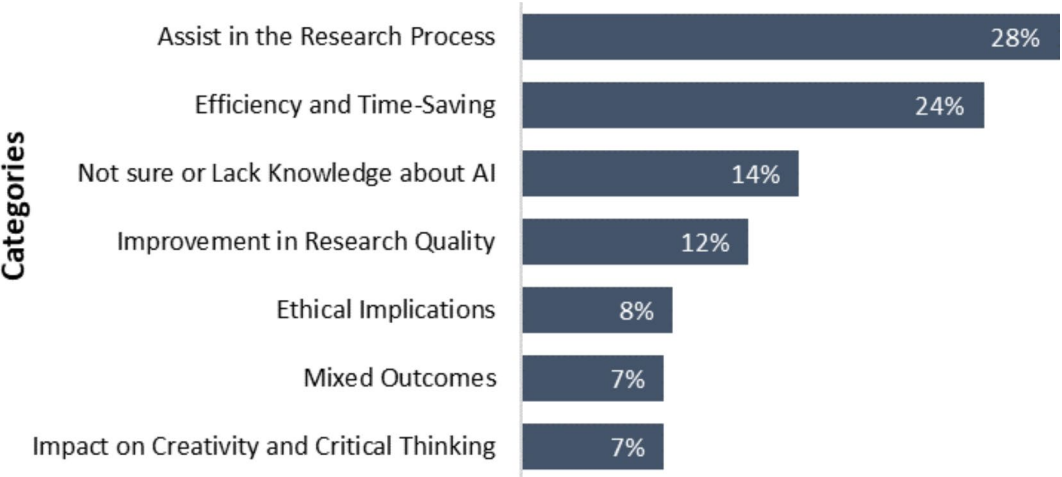 Categories
Assist in the Research Process 28%
Efficiency and Time-Saving 24%
Not sure or Lack Knowledge about AI 14%
Improvement in Research Quality 12%
Ethical Implications 8%
Mixed Outcomes 7%
Impact on Creativity and Critical Thinking 7%